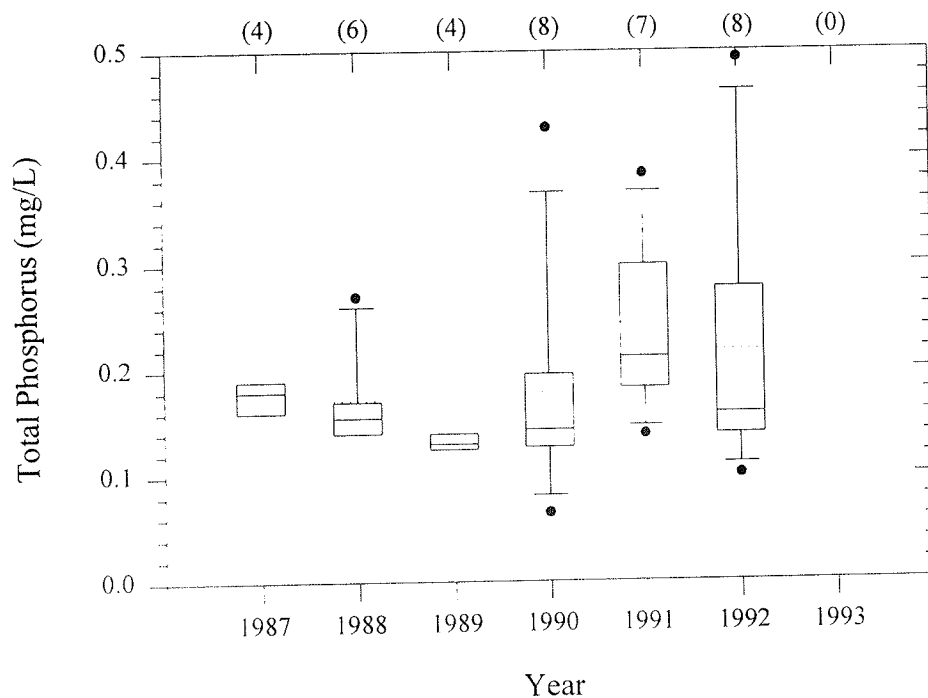 (4) (6) (4) (8) (7) (8) (0)
0.5
0.4
0.3
0.2
0.1
0.0
Total Phosphorus (mg/L)
1987 1988 1989 1990 1991 1992 1993
Year